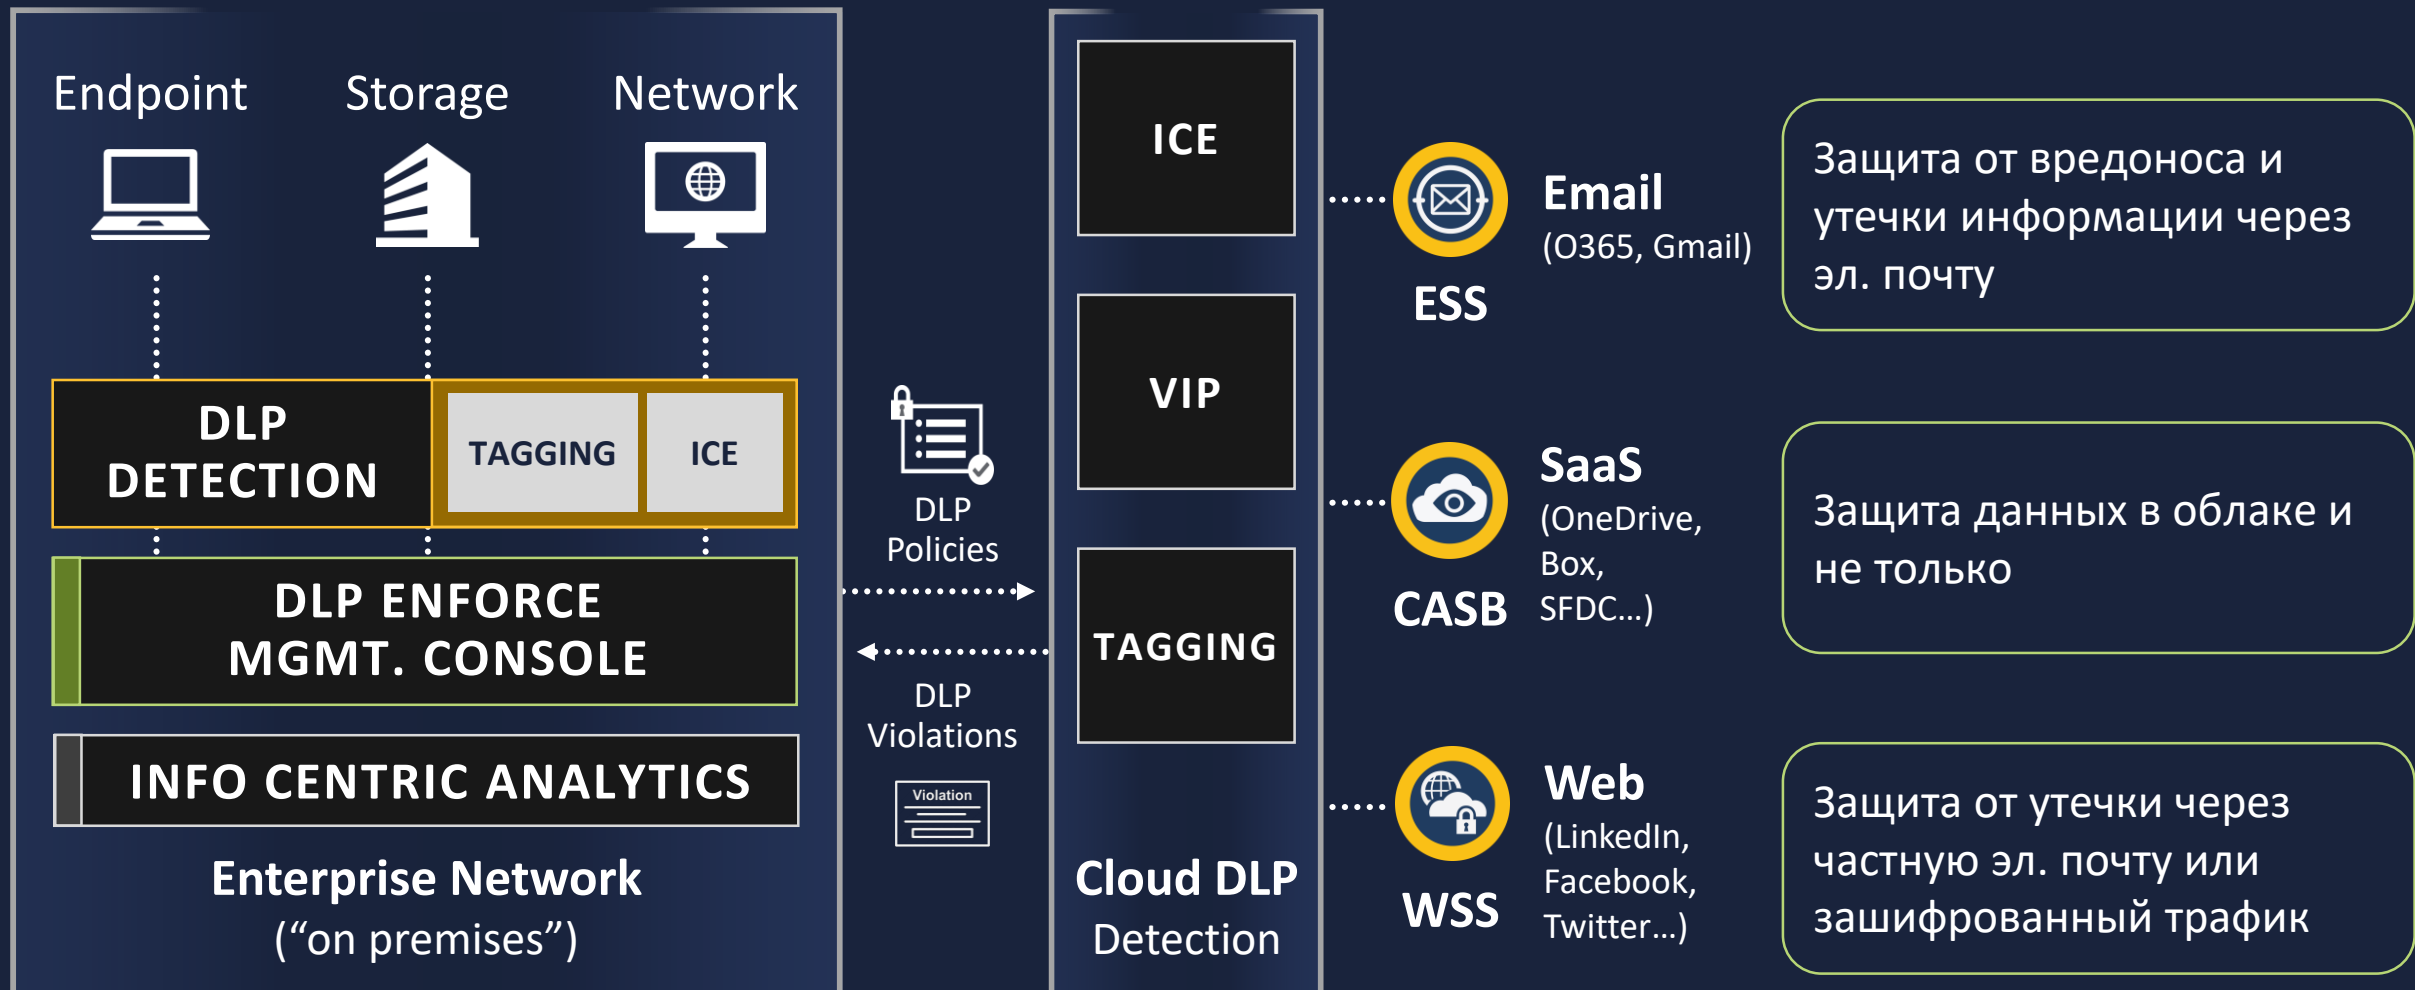 Endpoint
Storage
Network
DLP
DETECTION
TAGGING
ICE
DLP ENFORCE
MGMT. CONSOLE
INFO CENTRIC ANALYTICS
Enterprise Network
(“on premises”)
DLP
Policies
DLP
Violations
Violation
ICE
VIP
TAGGING
Cloud DLP
Detection
ESS
Email
(O365, Gmail)
Защита от вредоноса и
утечки информации через
эл. почту
CASB
SaaS
(OneDrive,
Box,
SFDC...)
Защита данных в облаке и
не только
WSS
Web
(LinkedIn,
Facebook,
Twitter...)
Защита от утечки через
частную эл. почту или
зашифрованный трафик